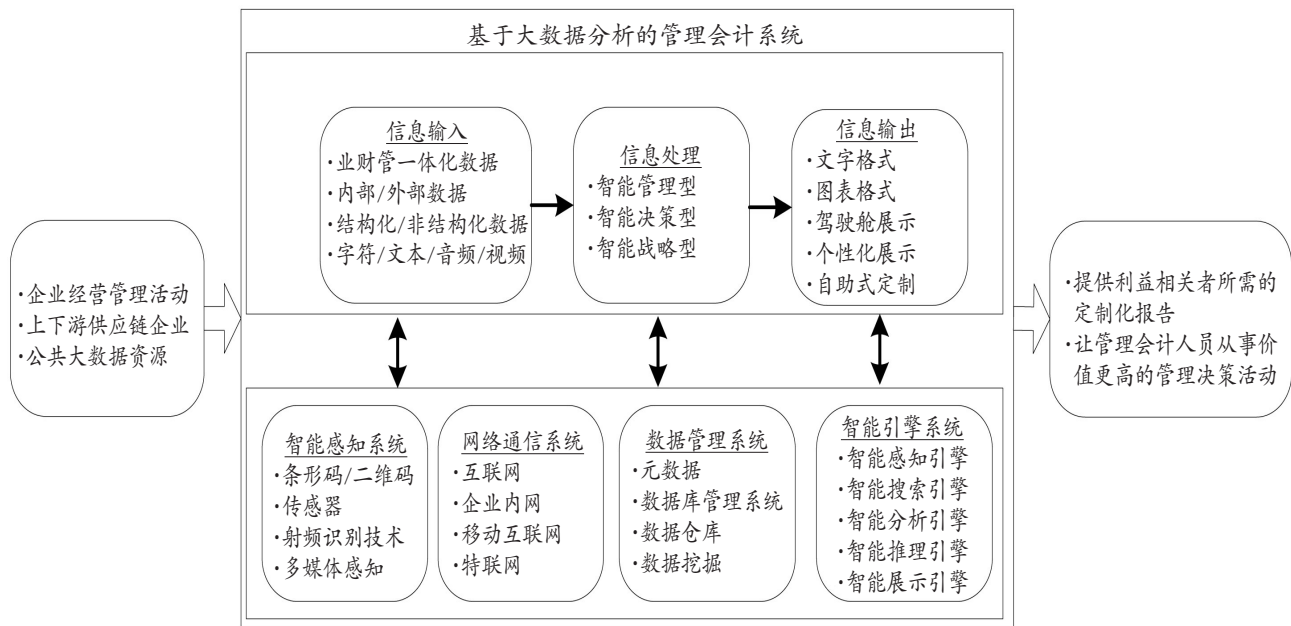 基于大数据分析的管理会计系统
信息输入
·业财管一体化数据
·内部/外部数据
·结构化/非结构化数据
·字符/文本/音频/视频
信息处理
·智能管理型
·智能决策型
·智能战略型
信息输出
·文字格式
·图表格式
·驾驶舱展示
·个性化展示
·自助式定制
·企业经营管理活动
·上下游供应链企业
·公共大数据资源
·提供利益相关者所需的
定制化报告
·让管理会计人员从事价
值更高的管理决策活动
智能感知系统
·条形码/二维码
·传感器
·射频识别技术
·多媒体感知
网络通信系统
·互联网
·企业内网
·移动互联网
·特联网
数据管理系统
·元数据
·数据库管理系统
·数据仓库
·数据挖掘
智能引擎系统
·智能感知引擎
·智能搜索引擎
·智能分析引擎
·智能推理引擎
·智能展示引擎